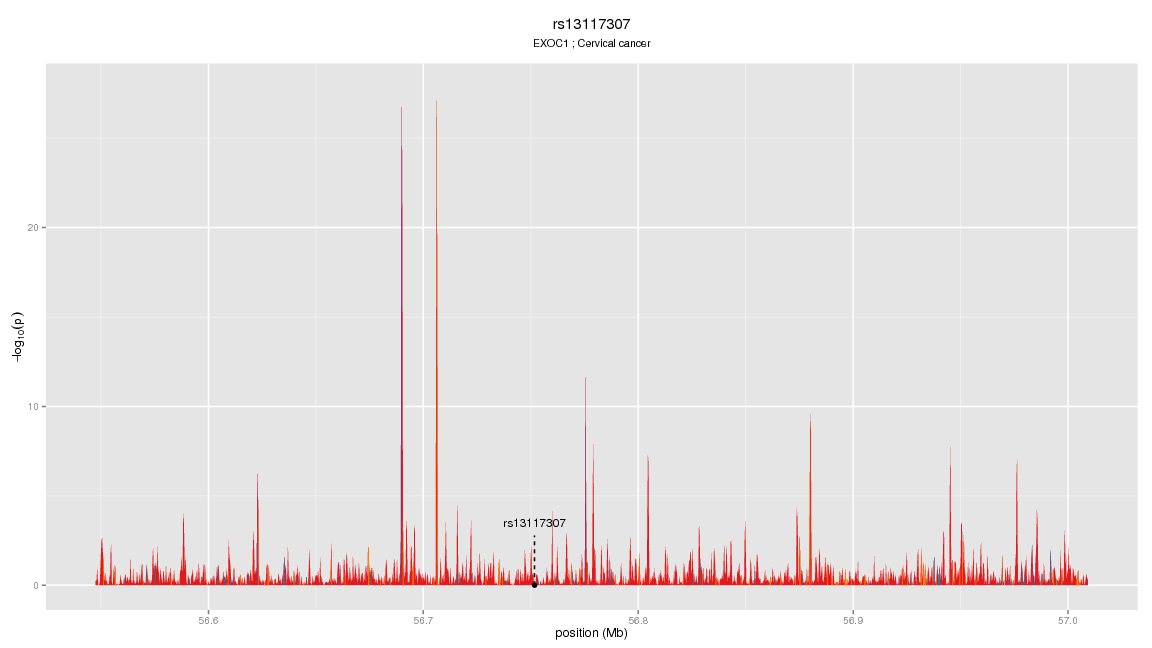 rs13117307
EXOC1 ; Cervical cancer
20
10
0
−log10(p)
rs13117307
56.6
56.7
56.8
56.9
57.0
position (Mb)